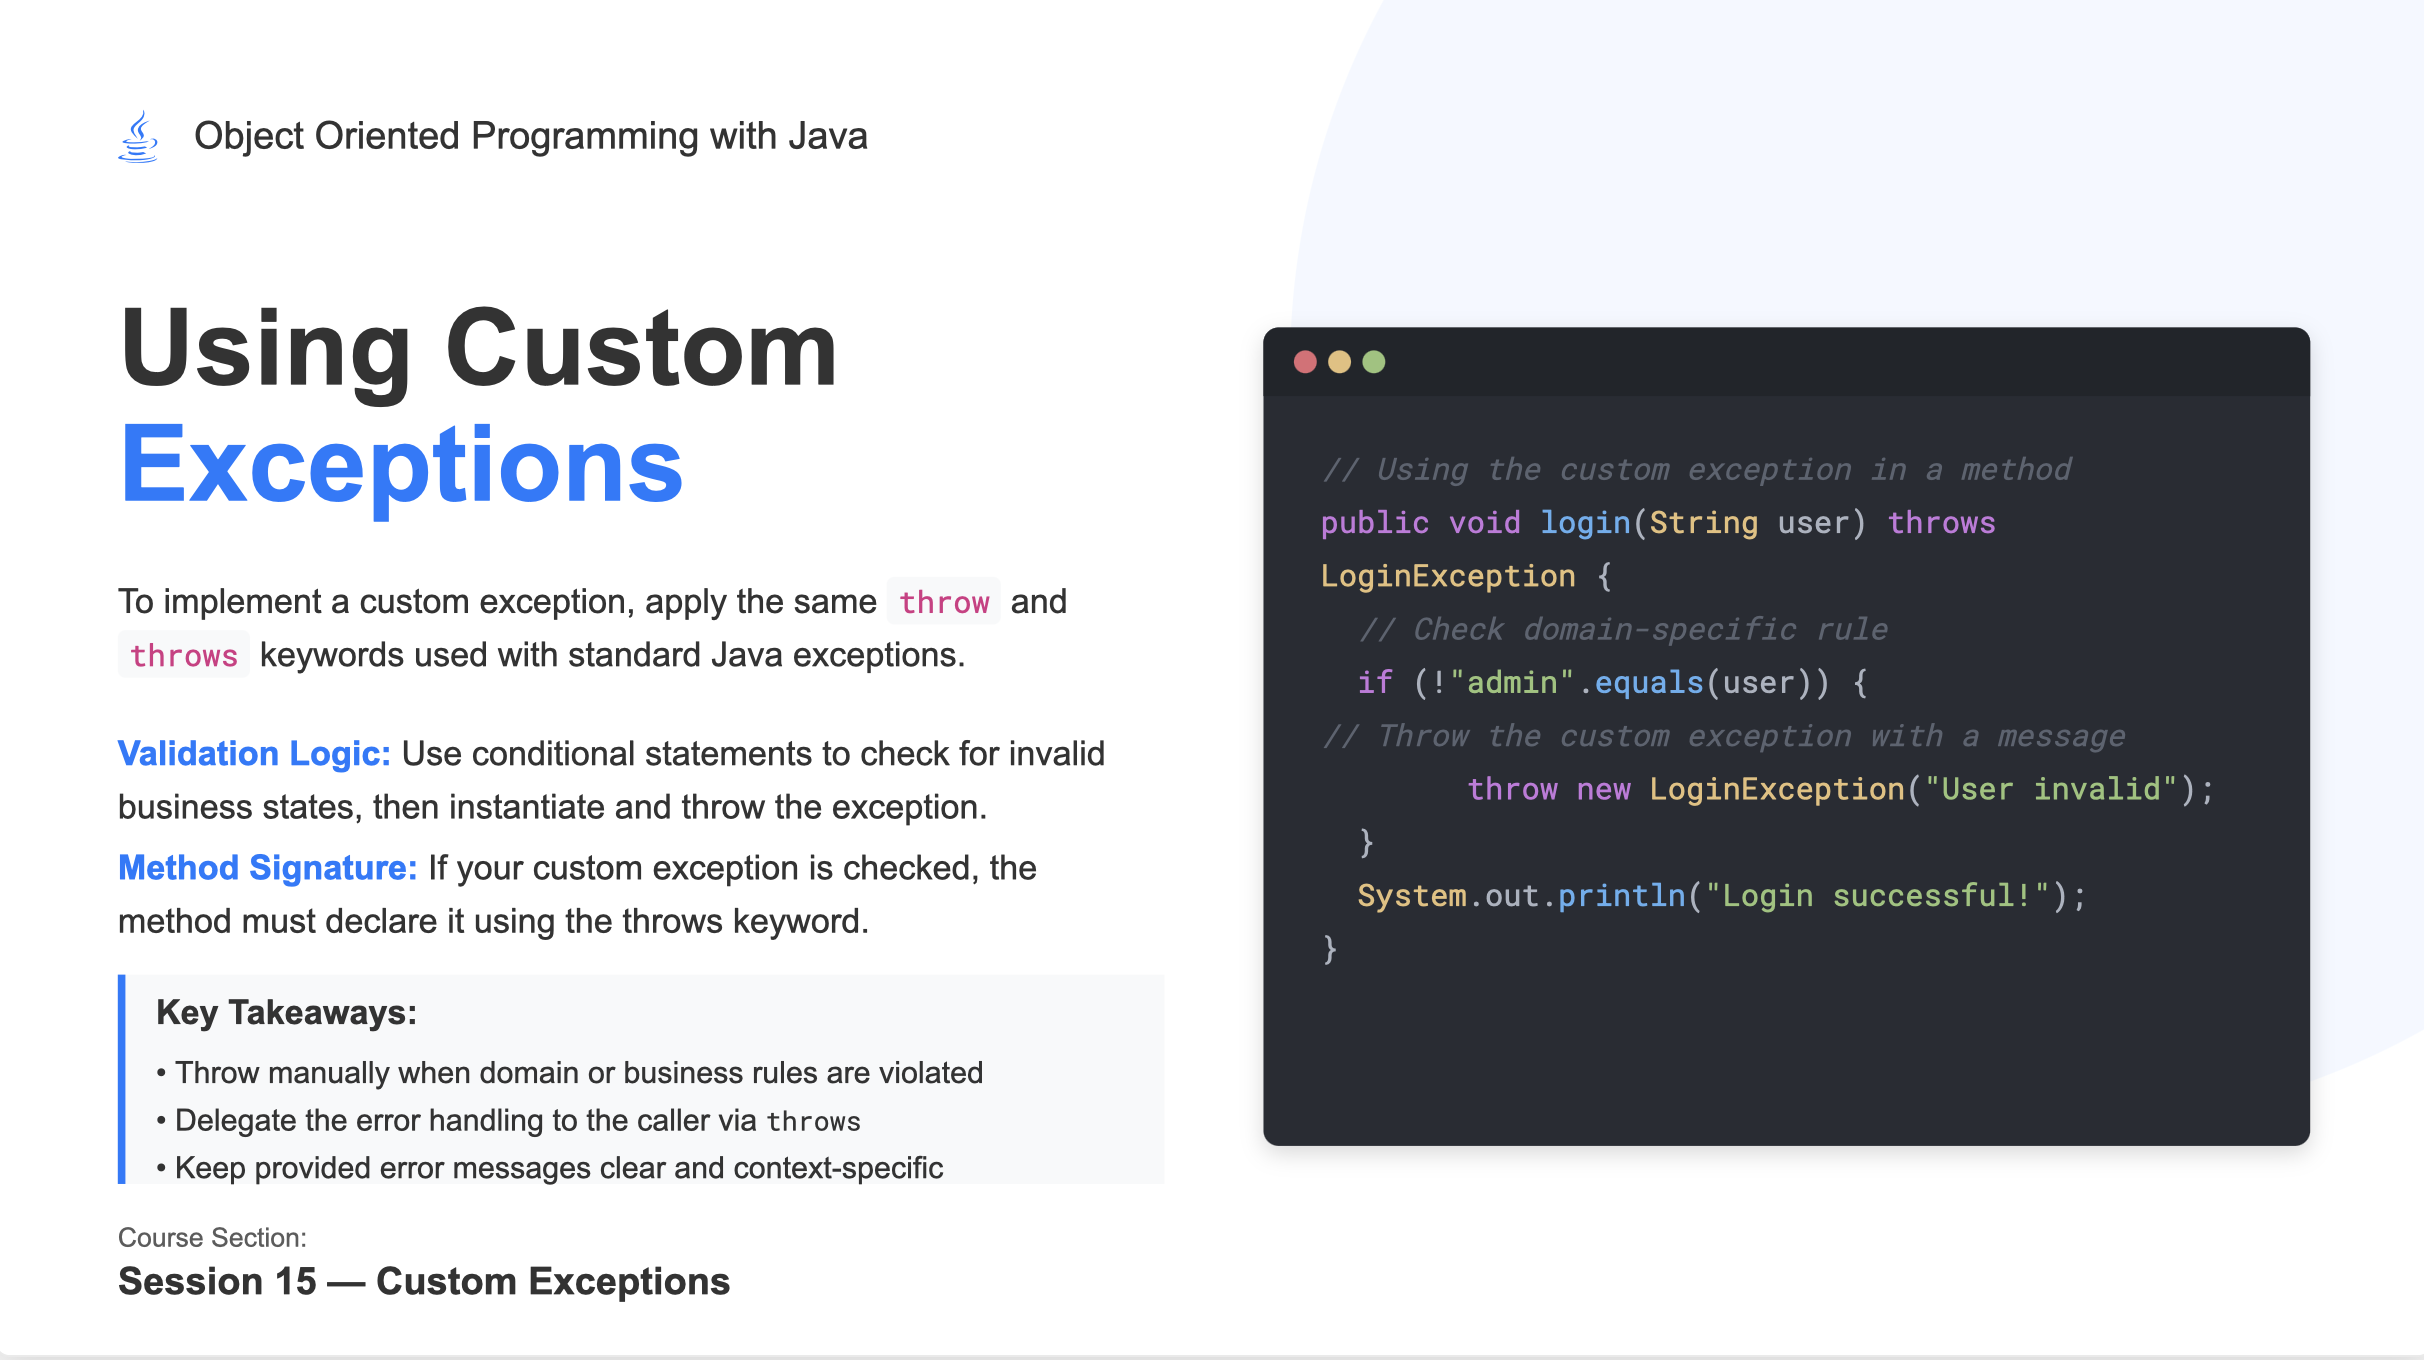 Object Oriented Programming with Java
Using Custom
Exceptions
To implement a custom exception, apply the same throw and
throws keywords used with standard Java exceptions.
Validation Logic: Use conditional statements to check for invalid
business states, then instantiate and throw the exception.
Method Signature: If your custom exception is checked, the
method must declare it using the throws keyword.
Key Takeaways:
• Throw manually when domain or business rules are violated
• Delegate the error handling to the caller via throws
• Keep provided error messages clear and context-specific
Course Section:
Session 15 — Custom Exceptions
// Using the custom exception in a method
public void login(String user) throws
LoginException {
  // Check domain-specific rule
  if (!"admin".equals(user)) {
// Throw the custom exception with a message
        throw new LoginException("User invalid");
  }
  System.out.println("Login successful!");
}